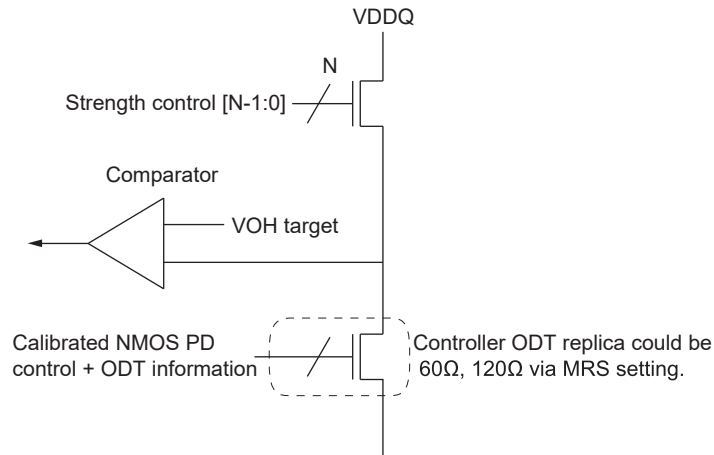 VDDQ
N
Strength control [N-1:0]
Comparator
VOH target
Calibrated NMOS PD
control + ODT information
Controller ODT replica could be
60Ω, 120Ω via MRS setting.